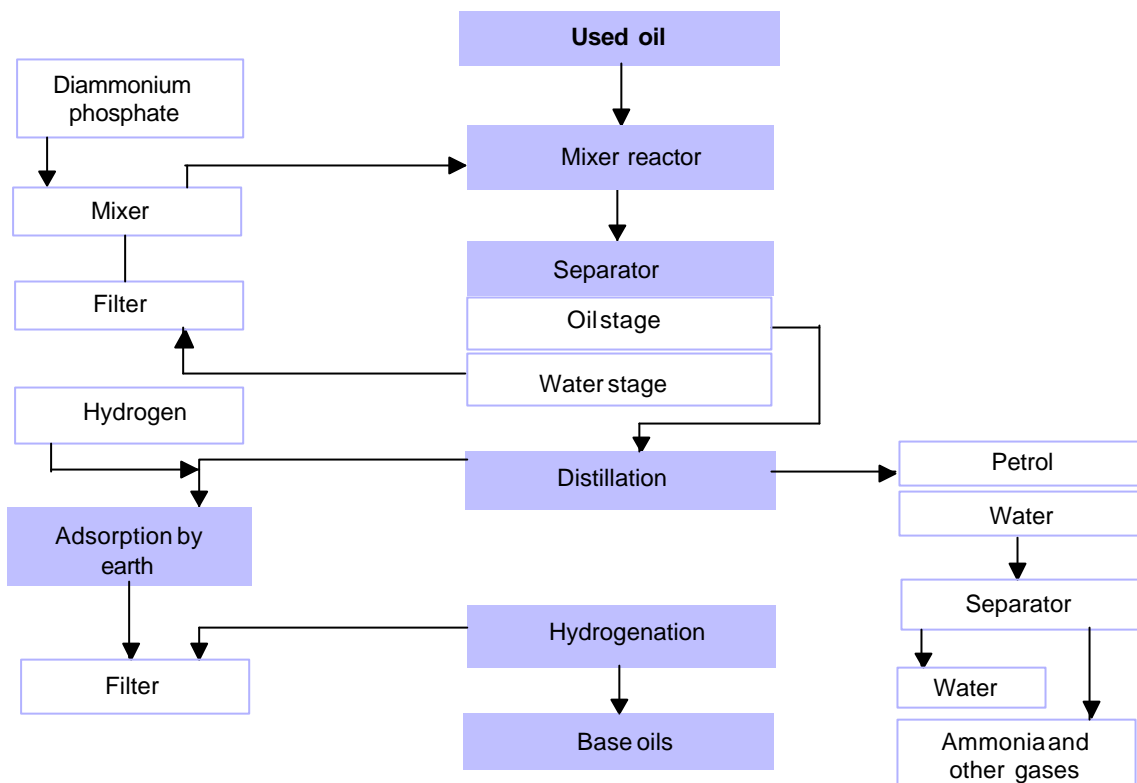 Used oil
Diammonium
phosphate
Mixer reactor
Mixer
Separator
Filter
Oil stage
Water stage
Hydrogen
Distillation
Petrol
Water
Adsorption by
earth
Separator
Hydrogenation
Filter
Water
Base oils
Ammonia and
other gases